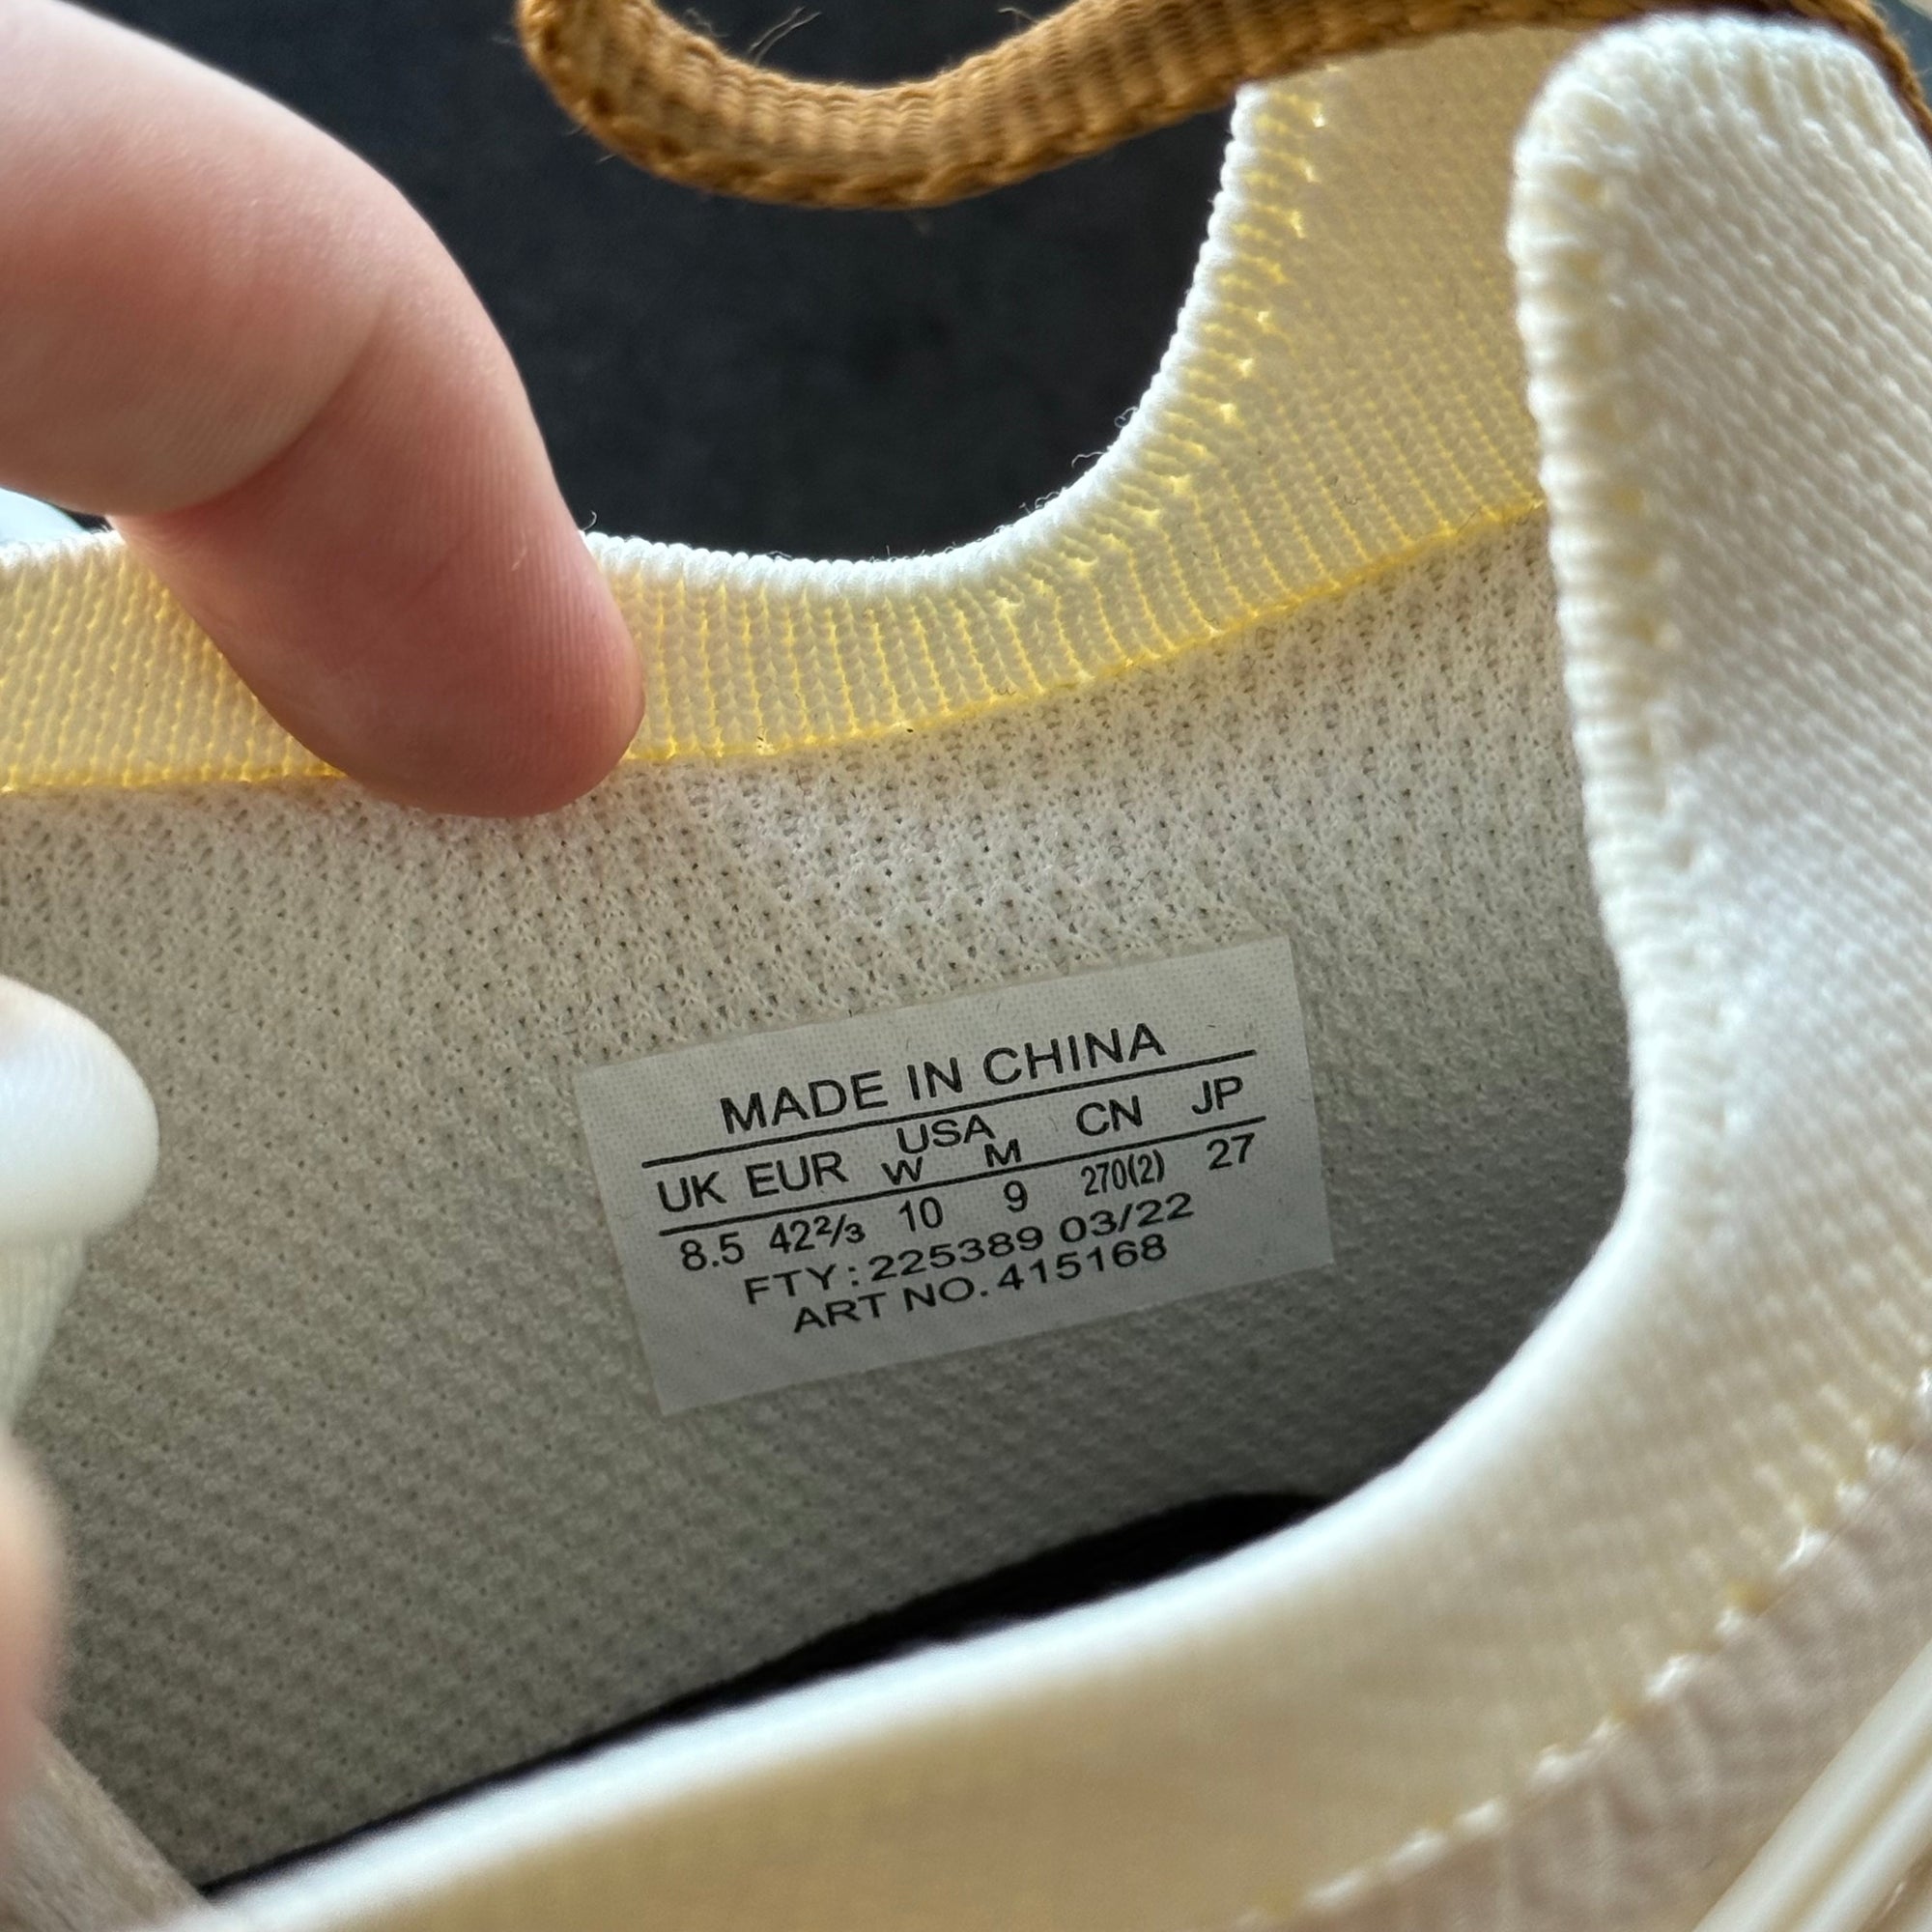 MADE IN CHINA
UK EUR USA W M CN JP
8.5 42⅔ 10 9 270(2) 27
FTY:225389 03/22
ART NO.415168